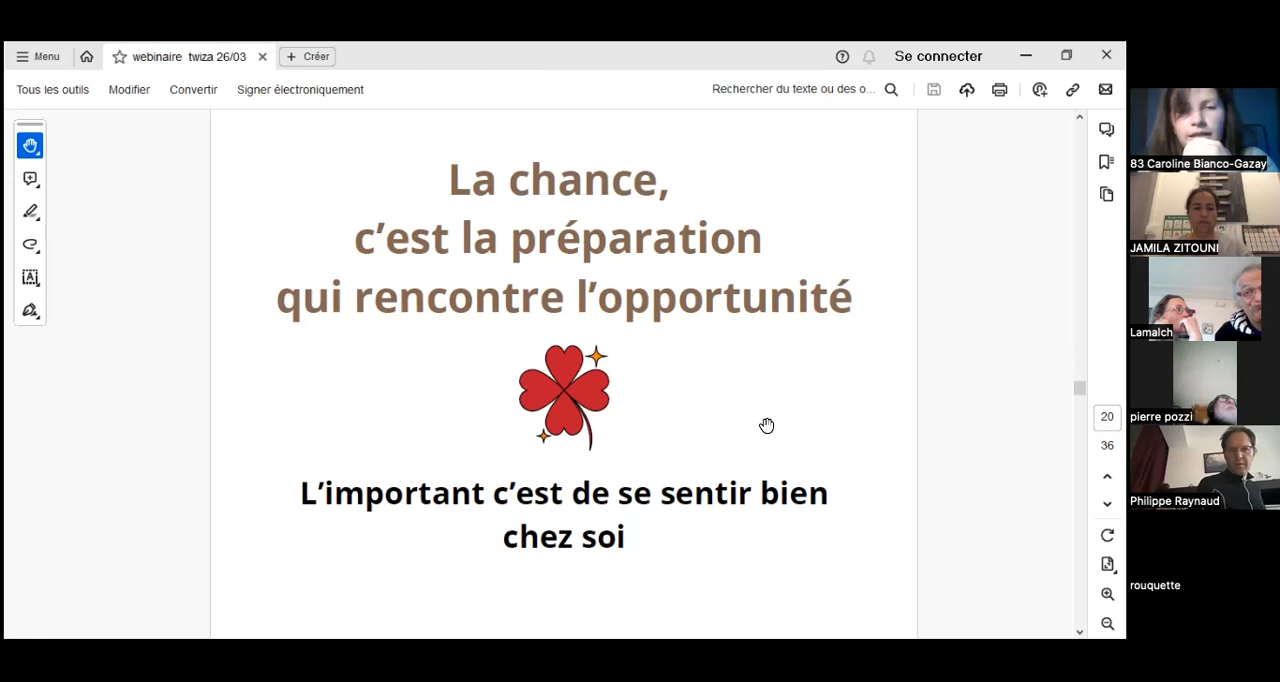 Menu
webinaire twiza 26/03
Créer
Se connecter
Tous les outils
Modifier
Convertir
Signer électroniquement
Rechercher du texte ou des o...
La chance,
c’est la préparation
qui rencontre l’opportunité
L’important c’est de se sentir bien
chez soi
20
36
83 Caroline Bianco-Gazay
JAMILA ZITOUNI
Lamalch
pierre pozzi
Philippe Raynaud
rouquette